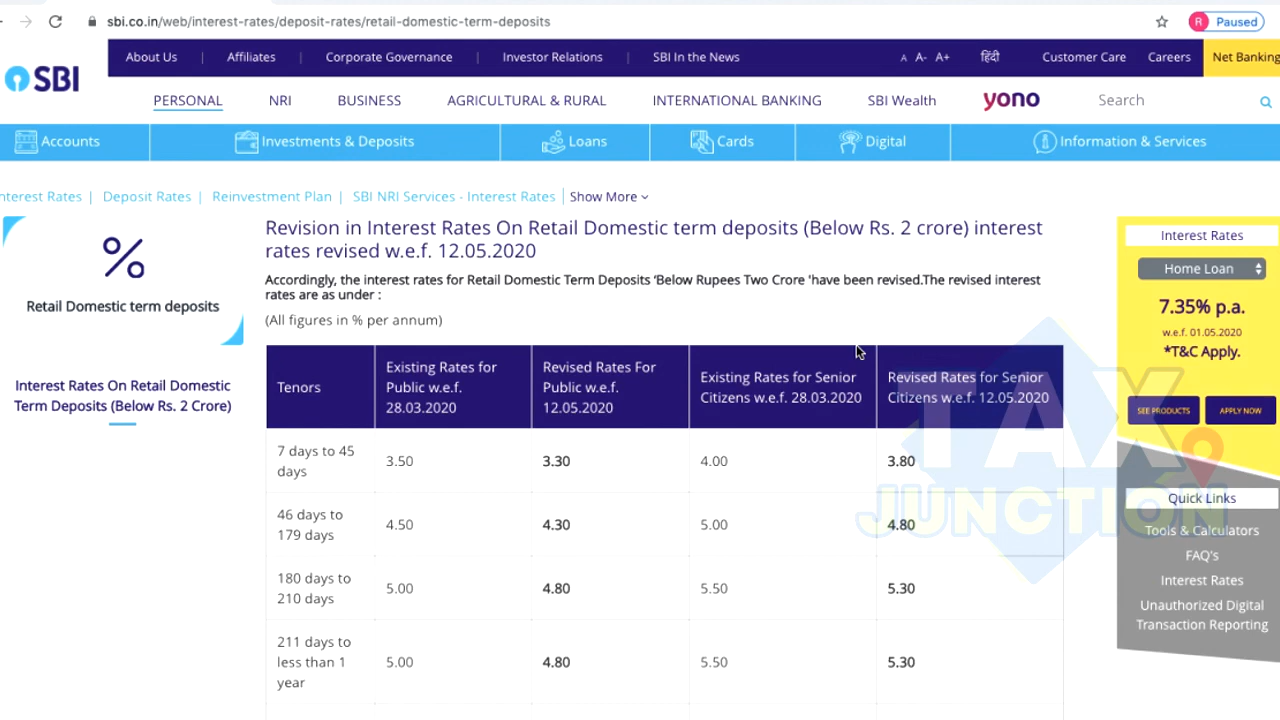 sbi.co.in/web/interest-rates/deposit-rates/retail-domestic-term-deposits
R Paused
About Us | Affiliates | Corporate Governance | Investor Relations | SBI In the News
A A- A+ हिंदी Customer Care Careers Net Banking
SBI
PERSONAL NRI BUSINESS AGRICULTURAL & RURAL INTERNATIONAL BANKING SBI Wealth yono Search
Accounts Investments & Deposits Loans Cards Digital Information & Services
nterest Rates | Deposit Rates | Reinvestment Plan | SBI NRI Services - Interest Rates | Show More
%
Retail Domestic term deposits
Interest Rates On Retail Domestic
Term Deposits (Below Rs. 2 Crore)
Revision in Interest Rates On Retail Domestic term deposits (Below Rs. 2 crore) interest
rates revised w.e.f. 12.05.2020
Accordingly, the interest rates for Retail Domestic Term Deposits ‘Below Rupees Two Crore 'have been revised.The revised interest
rates are as under :
(All figures in % per annum)
Tenors
Existing Rates for
Public w.e.f.
28.03.2020
Revised Rates For
Public w.e.f.
12.05.2020
Existing Rates for Senior
Citizens w.e.f. 28.03.2020
Revised Rates for Senior
Citizens w.e.f. 12.05.2020
7 days to 45
days
3.50 3.30 4.00 3.80
46 days to
179 days
4.50 4.30 5.00 4.80
180 days to
210 days
5.00 4.80 5.50 5.30
211 days to
less than 1
year
5.00 4.80 5.50 5.30
Interest Rates
Home Loan
7.35% p.a.
w.e.f. 01.05.2020
*T&C Apply.
SEE PRODUCTS APPLY NOW
Quick Links
Tools & Calculators
FAQ's
Interest Rates
Unauthorized Digital
Transaction Reporting
TAX
JUNCTION